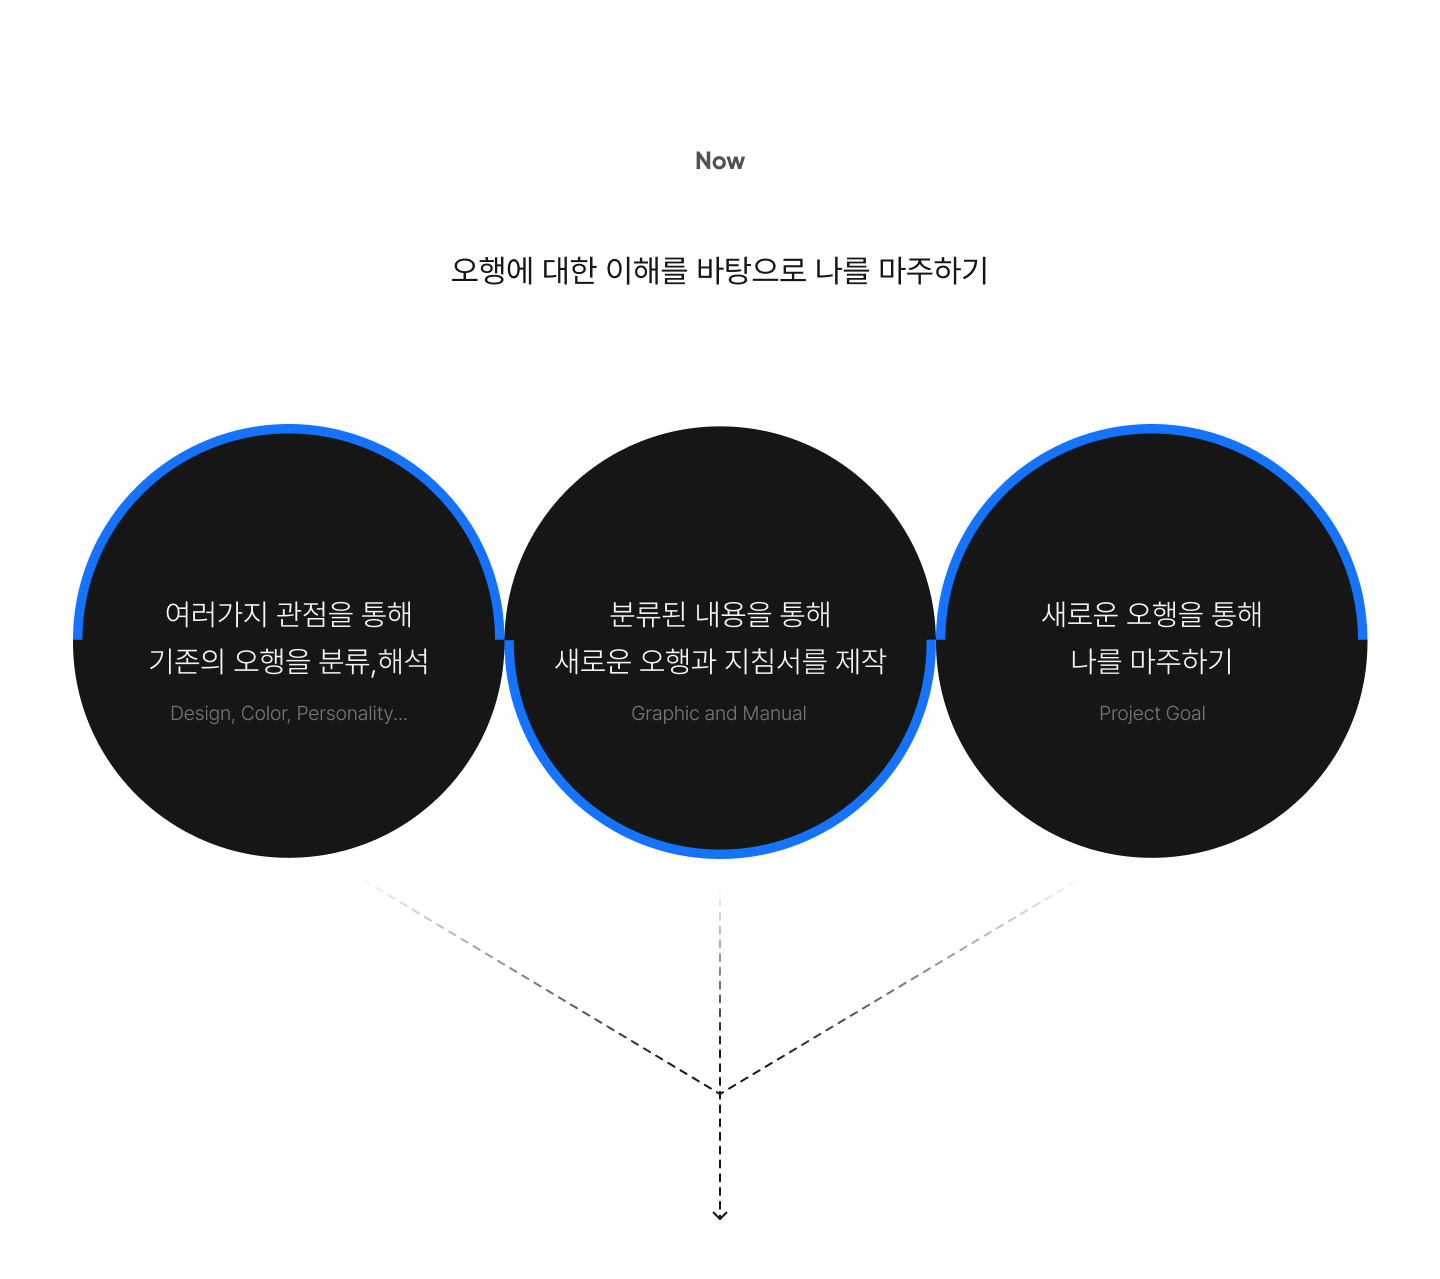 Now
오행에 대한 이해를 바탕으로 나를 마주하기
여러가지 관점을 통해
기존의 오행을 분류,해석
Design, Color, Personality...
분류된 내용을 통해
새로운 오행과 지침서를 제작
Graphic and Manual
새로운 오행을 통해
나를 마주하기
Project Goal